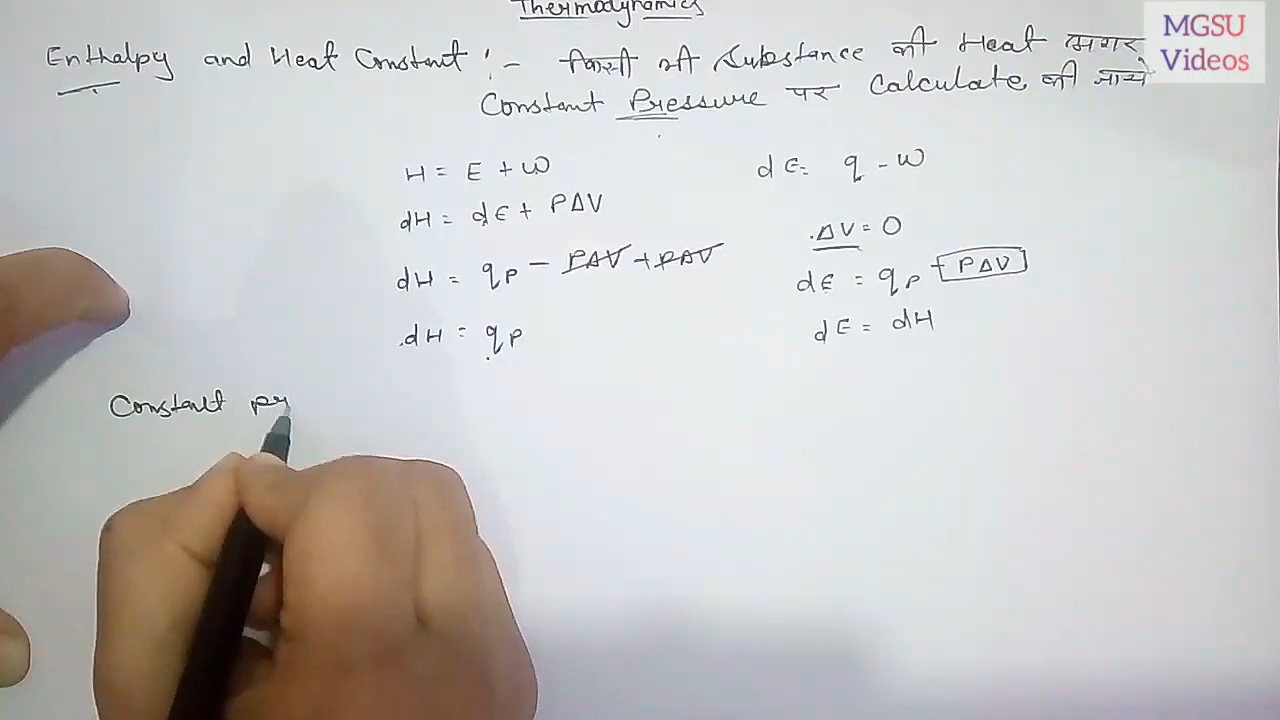 Thermodynamics
MGSU
Videos
Enthalpy and Heat Constant :- किसी भी Substance की Heat अगर
Constant Pressure पर Calculate की जाये
H = E + W
dE = q - W
dH = dE + PΔV
ΔV = 0
dH = qP - PΔV + PΔV
dE = qP - PΔV
dH = qP
dE = dH
Constant pr